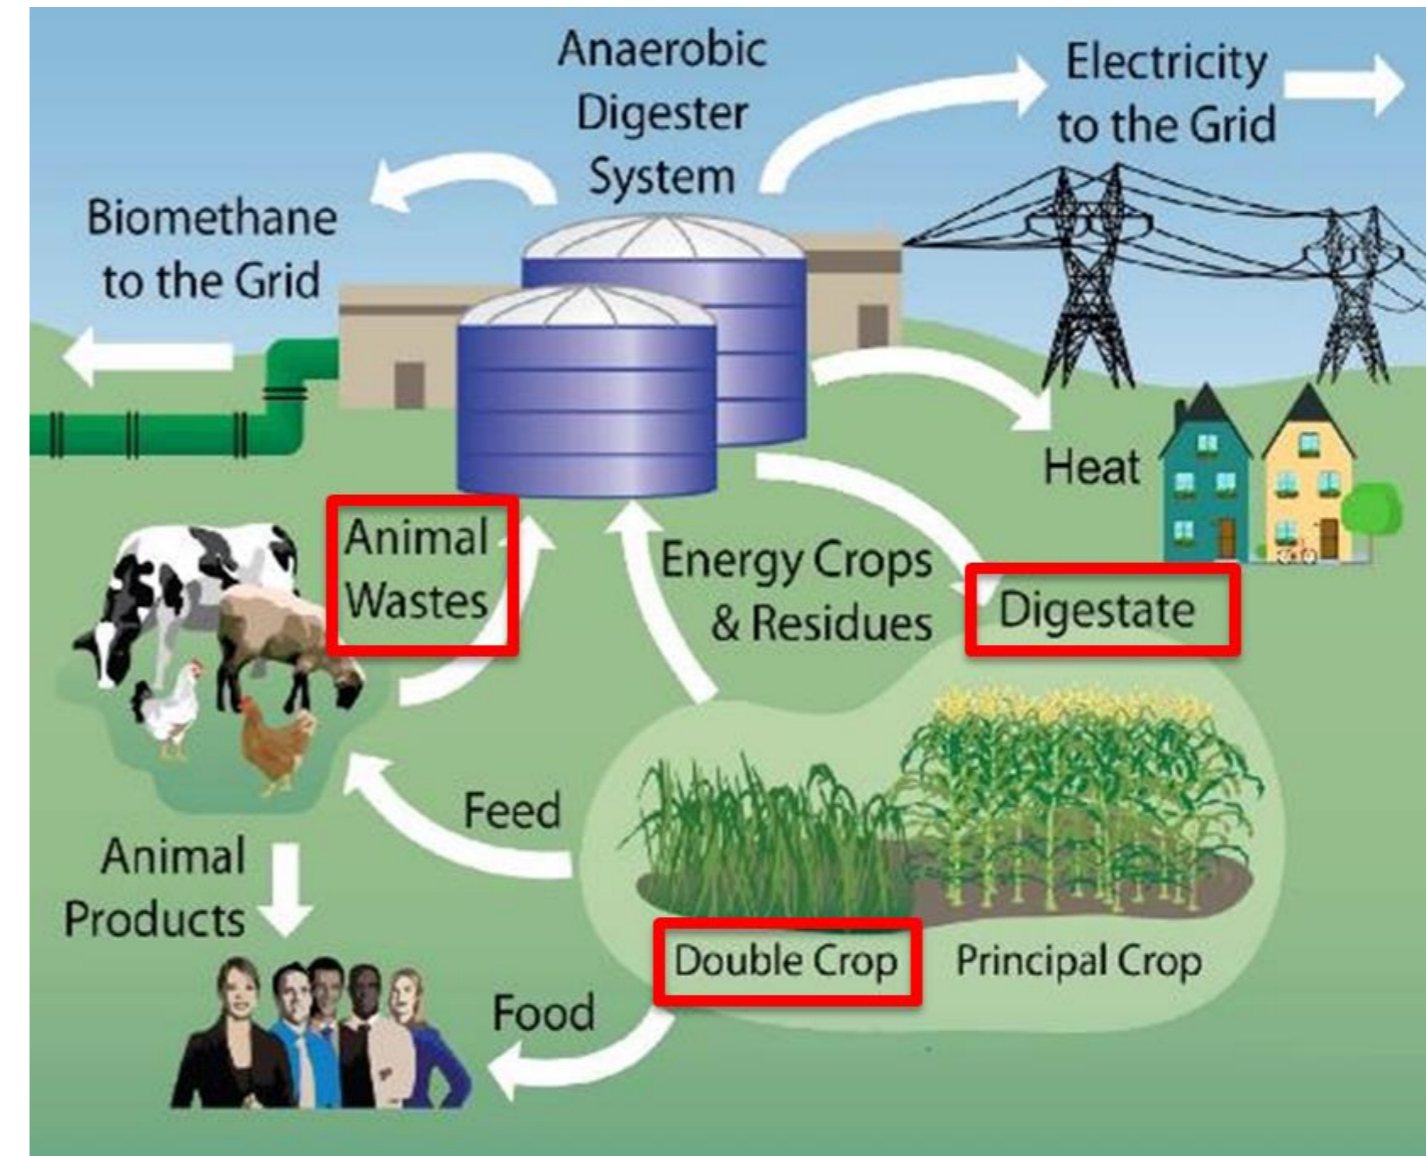 Anaerobic
Digester
System
Electricity
to the Grid
Biomethane
to the Grid
Heat
Animal
Wastes
Energy Crops
& Residues
Digestate
Feed
Animal
Products
Double Crop
Principal Crop
Food